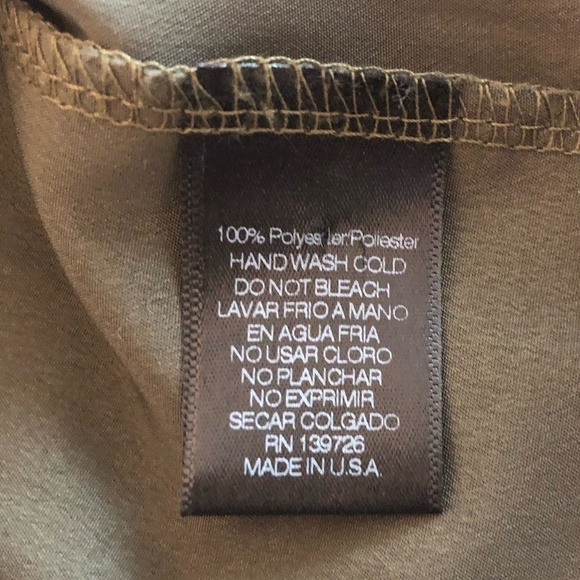 100% Polyester/Poliester
HAND WASH COLD
DO NOT BLEACH
LAVAR FRIO A MANO
EN AGUA FRIA
NO USAR CLORO
NO PLANCHAR
NO EXPRIMIR
SECAR COLGADO
RN 139726
MADE IN U.S.A.